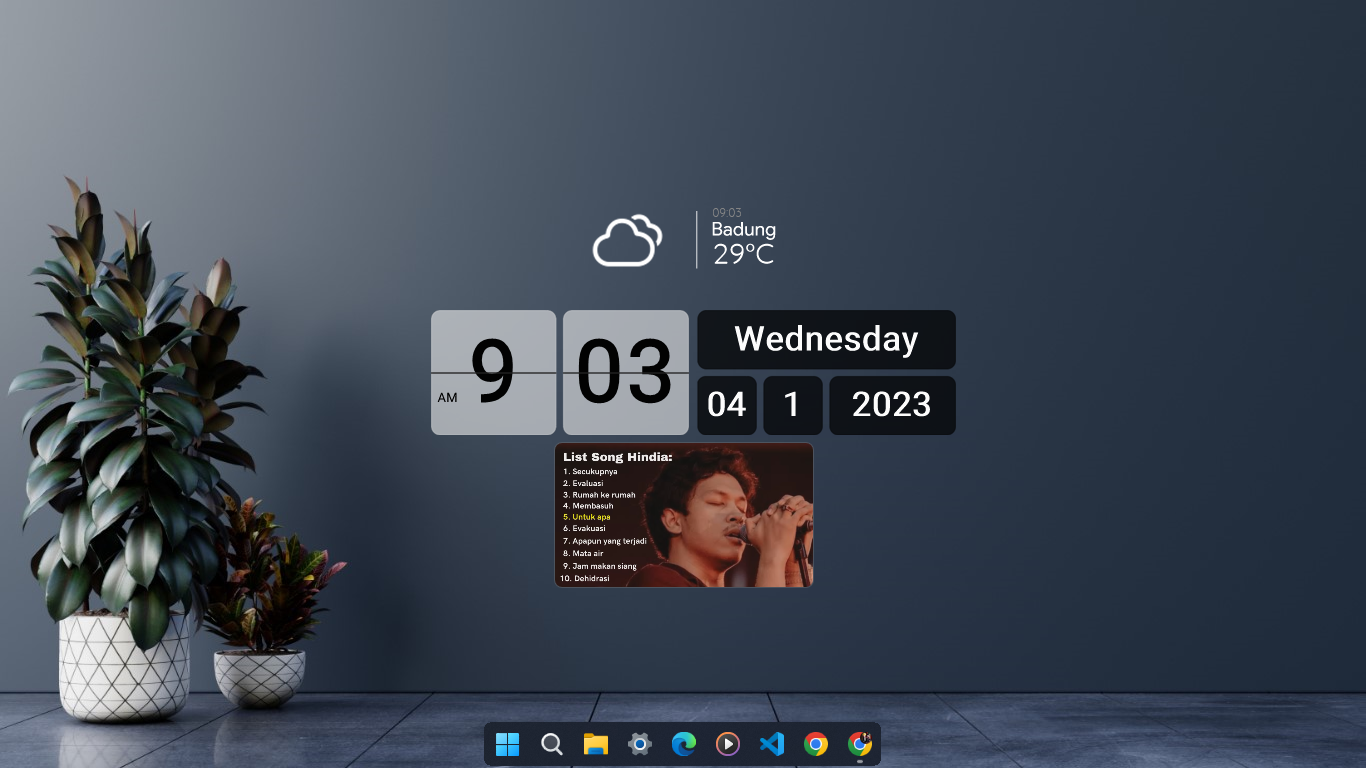 09:03
Badung
29°C
AM 9 03
Wednesday
04 1 2023
List Song Hindia:
1. Secukupnya
2. Evaluasi
3. Rumah ke rumah
4. Membasuh
5. Untuk apa
6. Evakuasi
7. Apapun yang terjadi
8. Mata air
9. Jam makan siang
10. Dehidrasi